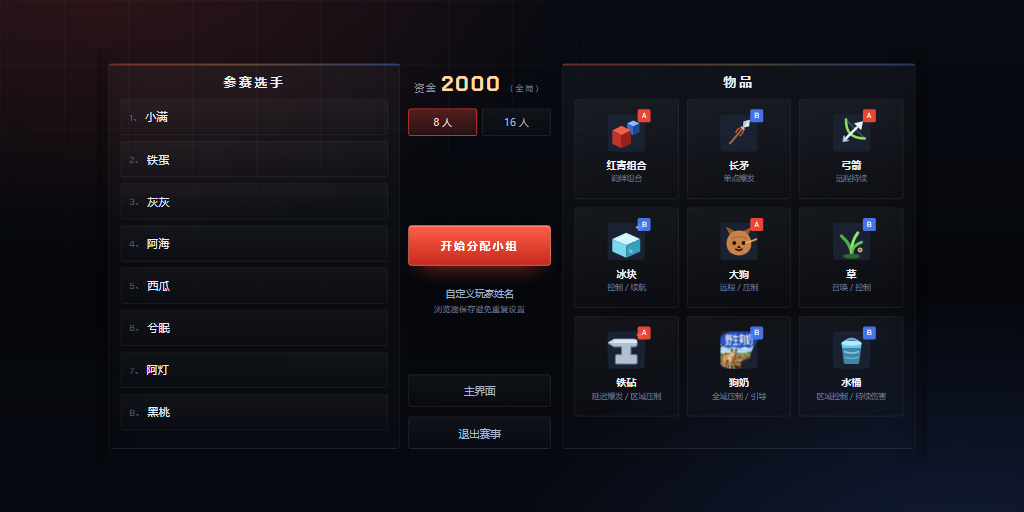 参赛选手
1、小满
2、铁蛋
3、灰灰
4、阿海
5、西瓜
6、兮眠
7、阿灯
8、黑桃
资金 2000 (全局)
8 人
16 人
开始分配小组
自定义玩家姓名
浏览器保存避免重复设置
主界面
退出赛事
物品
A
红青组合
羁绊组合
B
长矛
单点爆发
A
弓箭
远程持续
B
冰块
控制 / 续航
A
大狗
远程 / 压制
B
草
召唤 / 控制
A
铁砧
延迟爆发 / 区域压制
野生狗奶
B
狗奶
全域压制 / 引导
B
水桶
区域控制 / 持续伤害